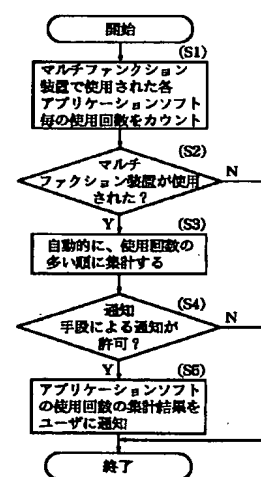 開始
(S1)
マルチファンクション
装置で使用された各
アプリケーションソフト
毎の使用回数をカウント
(S2)
マルチ
ファクション装置が使用
された?
N
Y
(S3)
自動的に、使用回数の
多い順に集計する
(S4)
通知
手段による通知が
許可?
N
Y
(S5)
アプリケーションソフト
の使用回数の集計結果を
ユーザに通知
終了